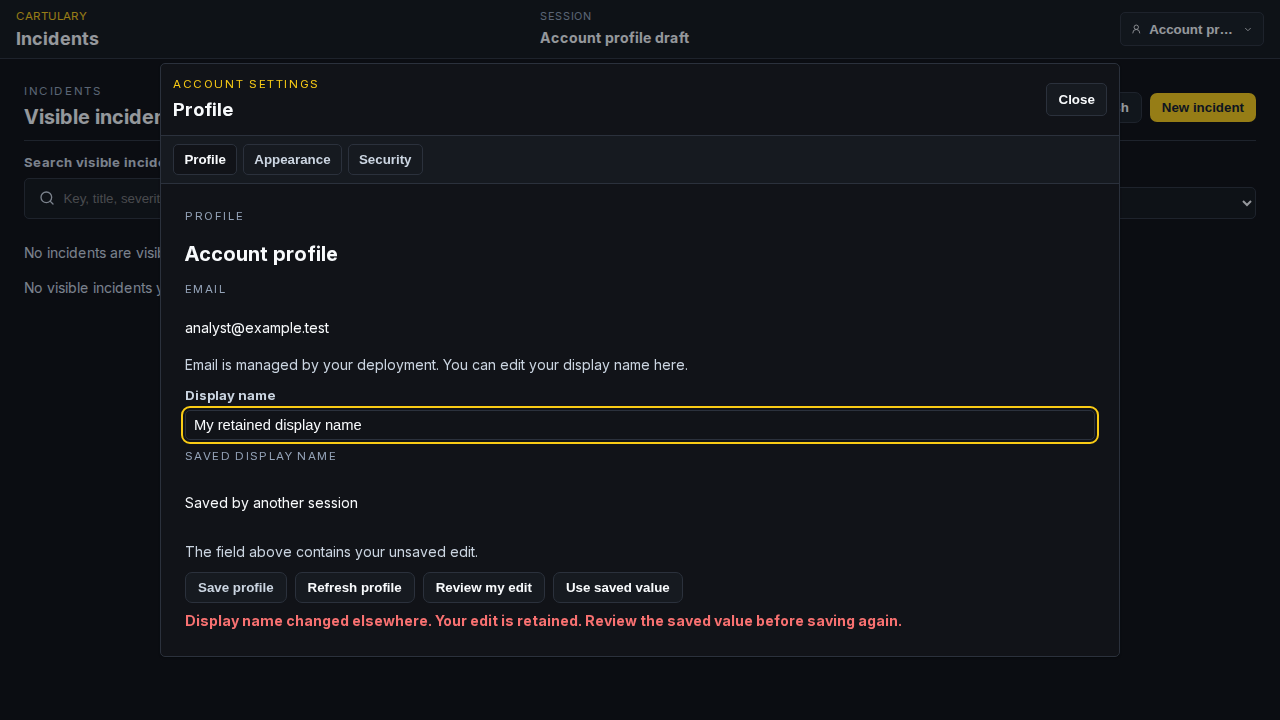 CARTULARY
Incidents
SESSION
Account profile draft
Account pr...
INCIDENTS
Visible inciden
h
New incident
Search visible incide
Key, title, severit
No incidents are visib
No visible incidents y
ACCOUNT SETTINGS
Profile
Close
Profile
Appearance
Security
PROFILE
Account profile
EMAIL
analyst@example.test
Email is managed by your deployment. You can edit your display name here.
Display name
My retained display name
SAVED DISPLAY NAME
Saved by another session
The field above contains your unsaved edit.
Save profile
Refresh profile
Review my edit
Use saved value
Display name changed elsewhere. Your edit is retained. Review the saved value before saving again.